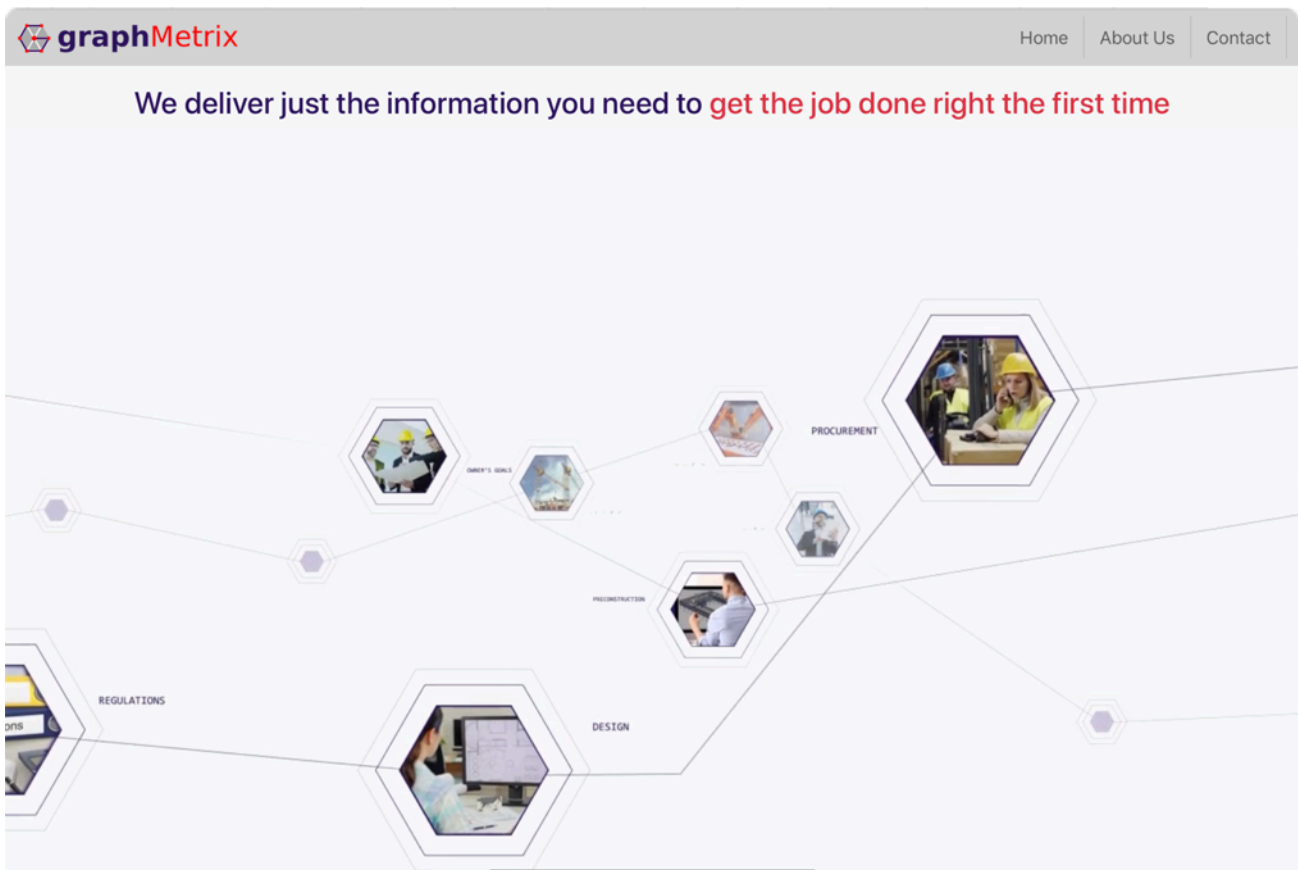 graphMetrix
Home
About Us
Contact
We deliver just the information you need to get the job done right the first time
PROCUREMENT
OWNER'S GOALS
PRECONSTRUCTION
REGULATIONS
ons
DESIGN